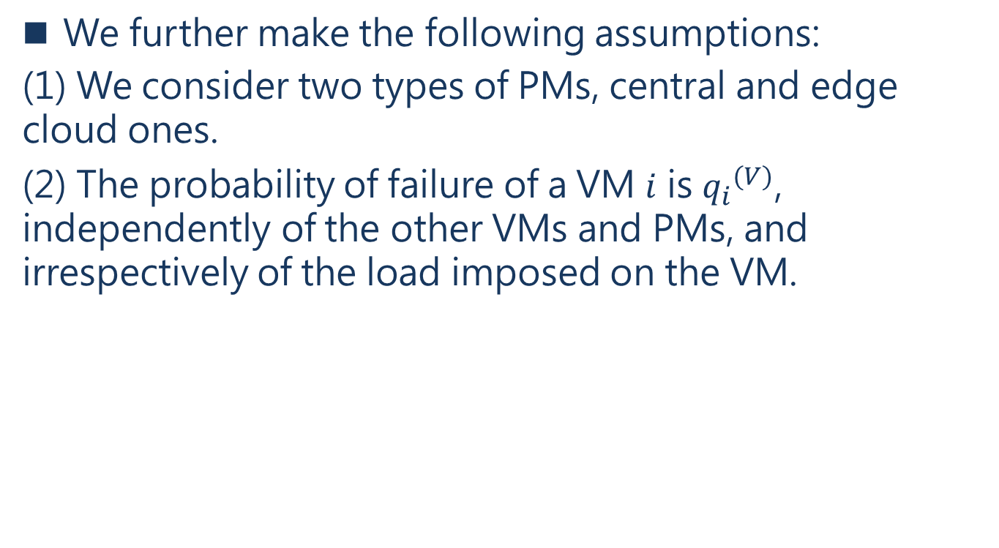 ■ We further make the following assumptions:
(1) We consider two types of PMs, central and edge
cloud ones.
(2) The probability of failure of a VM 𝑖 is 𝑞ᵢ⁽ⱽ⁾,
independently of the other VMs and PMs, and
irrespectively of the load imposed on the VM.